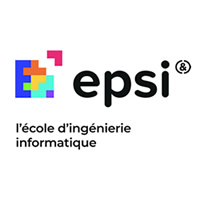 epsi &
l'école d'ingénierie
informatique